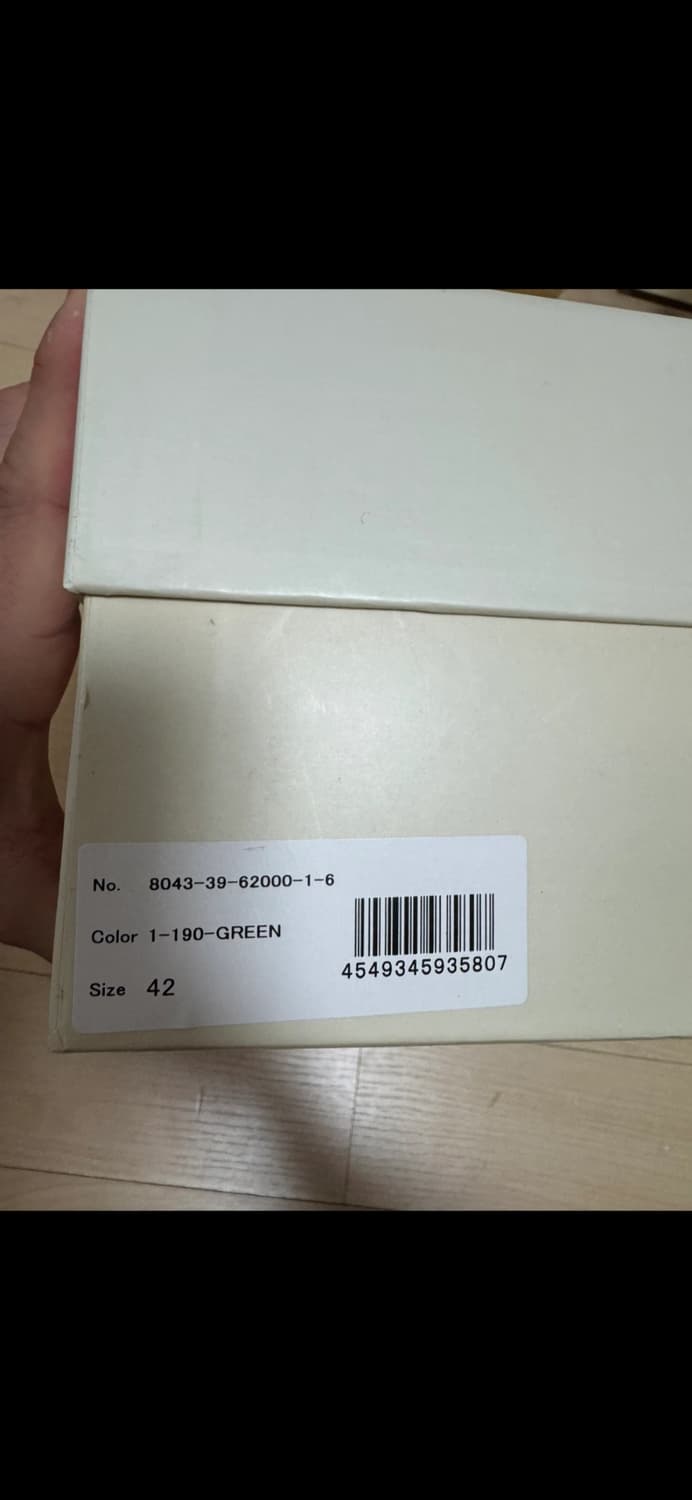 No. 8043-39-62000-1-6
Color 1-190-GREEN
Size 42
4549345935807